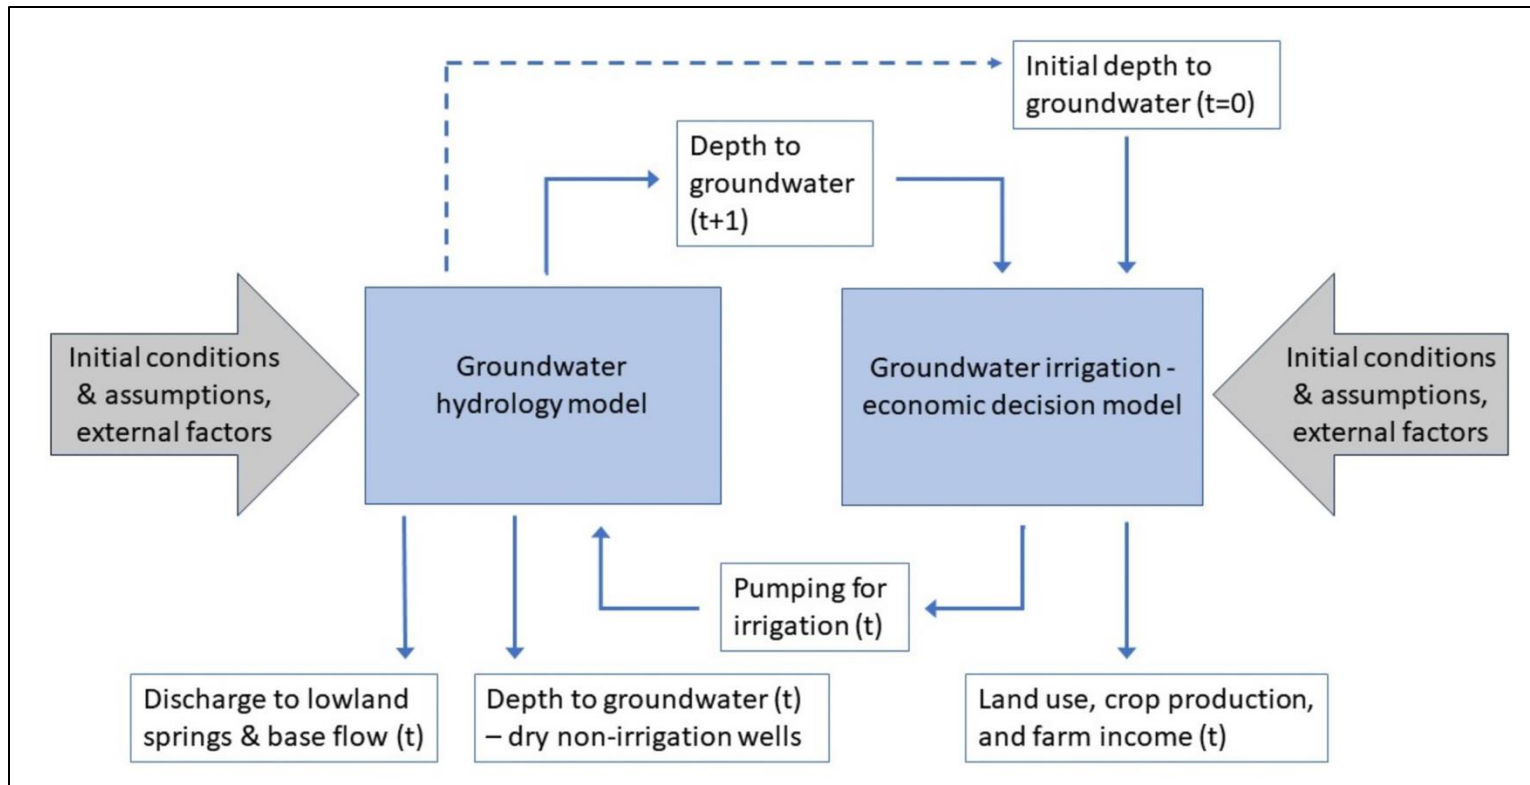 Initial depth to
groundwater (t=0)
Depth to
groundwater
(t+1)
Initial conditions
& assumptions,
external factors
Groundwater
hydrology model
Groundwater irrigation -
economic decision model
Initial conditions
& assumptions,
external factors
Pumping for
irrigation (t)
Discharge to lowland
springs & base flow (t)
Depth to groundwater (t)
– dry non-irrigation wells
Land use, crop production,
and farm income (t)